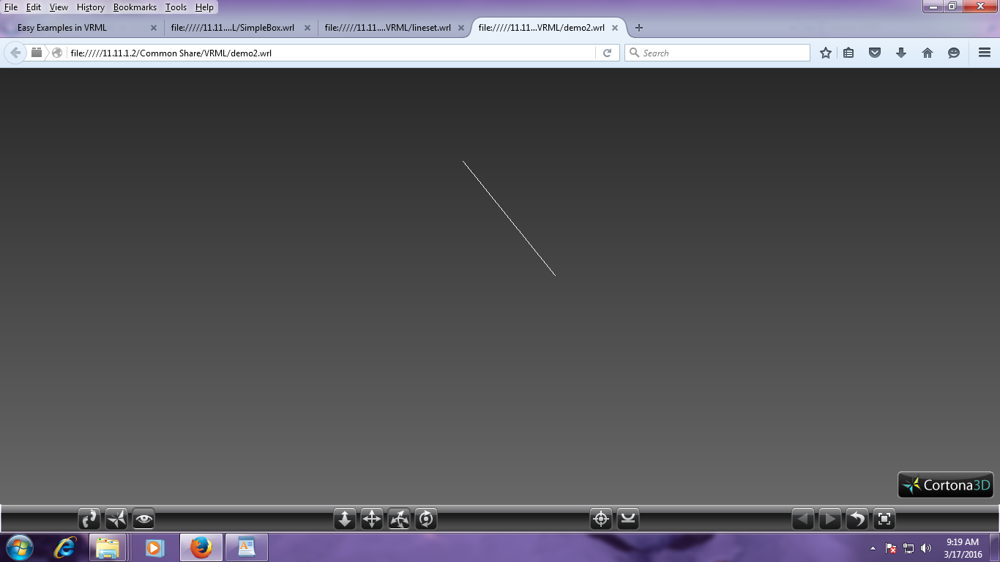 File Edit View History Bookmarks Tools Help
Easy Examples in VRML file://///11.11....L/SimpleBox.wrl file://///11.11....VRML/lineset.wrl file://///11.11...VRML/demo2.wrl
file://///11.11.1.2/Common Share/VRML/demo2.wrl Search
Cortona3D
9:19 AM
3/17/2016